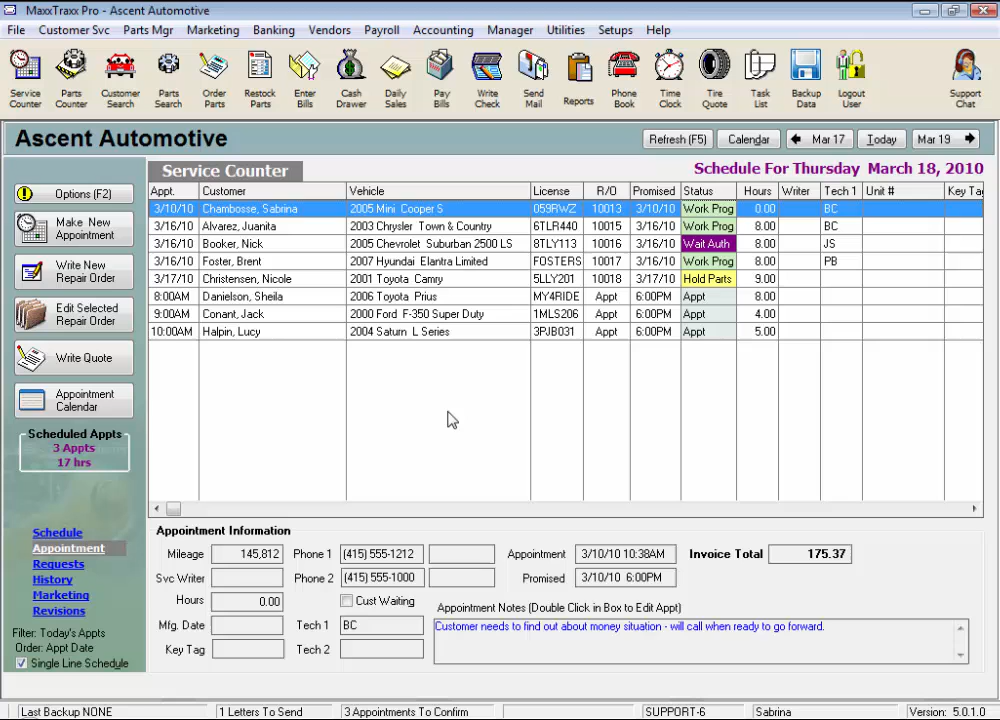 MaxxTraxx Pro - Ascent Automotive
File Customer Svc Parts Mgr Marketing Banking Vendors Payroll Accounting Manager Utilities Setups Help
Service Counter
Parts Counter
Customer Search
Parts Search
Order Parts
Restock Parts
Enter Bills
Cash Drawer
Daily Sales
Pay Bills
Write Check
Send Mail
Reports
Phone Book
Time Clock
Tire Quote
Task List
Backup Data
Logout User
Support Chat
Ascent Automotive
Refresh (F5) Calendar Mar 17 Today Mar 19
Service Counter
Schedule For Thursday March 18, 2010
Options (F2)
Make New Appointment
Write New Repair Order
Edit Selected Repair Order
Write Quote
Appointment Calendar
Scheduled Appts
3 Appts
17 hrs
Schedule
Appointment
Requests
History
Marketing
Revisions
Filter: Today's Appts
Order: Appt Date
Single Line Schedule
Appt. Customer Vehicle License R/O Promised Status Hours Writer Tech 1 Unit # Key Tag
3/10/10 Chambosse, Sabrina 2005 Mini Cooper S 059RWZ 10013 3/10/10 Work Prog 0.00 BC
3/16/10 Alvarez, Juanita 2003 Chrysler Town & Country 6TLR440 10015 3/16/10 Work Prog 8.00 BC
3/16/10 Booker, Nick 2005 Chevrolet Suburban 2500 LS 8TLY113 10016 3/16/10 Wait Auth 8.00 JS
3/16/10 Foster, Brent 2007 Hyundai Elantra Limited FOSTERS 10017 3/16/10 Work Prog 8.00 PB
3/17/10 Christensen, Nicole 2001 Toyota Camry 5LLY201 10018 3/17/10 Hold Parts 9.00
8:00AM Danielson, Sheila 2006 Toyota Prius MY4RIDE Appt 6:00PM Appt 8.00
9:00AM Conant, Jack 2000 Ford F-350 Super Duty 1MLS206 Appt 6:00PM Appt 4.00
10:00AM Halpin, Lucy 2004 Saturn L Series 3PJB031 Appt 6:00PM Appt 5.00
Appointment Information
Mileage 145,812 Phone 1 (415) 555-1212 Appointment 3/10/10 10:38AM Invoice Total 175.37
Svc Writer Phone 2 (415) 555-1000 Promised 3/10/10 6:00PM
Hours 0.00 Cust Waiting Appointment Notes (Double Click in Box to Edit Appt)
Mfg. Date Tech 1 BC Customer needs to find out about money situation - will call when ready to go forward.
Key Tag Tech 2
Last Backup NONE 1 Letters To Send 3 Appointments To Confirm SUPPORT-6 Sabrina Version: 5.0.1.0